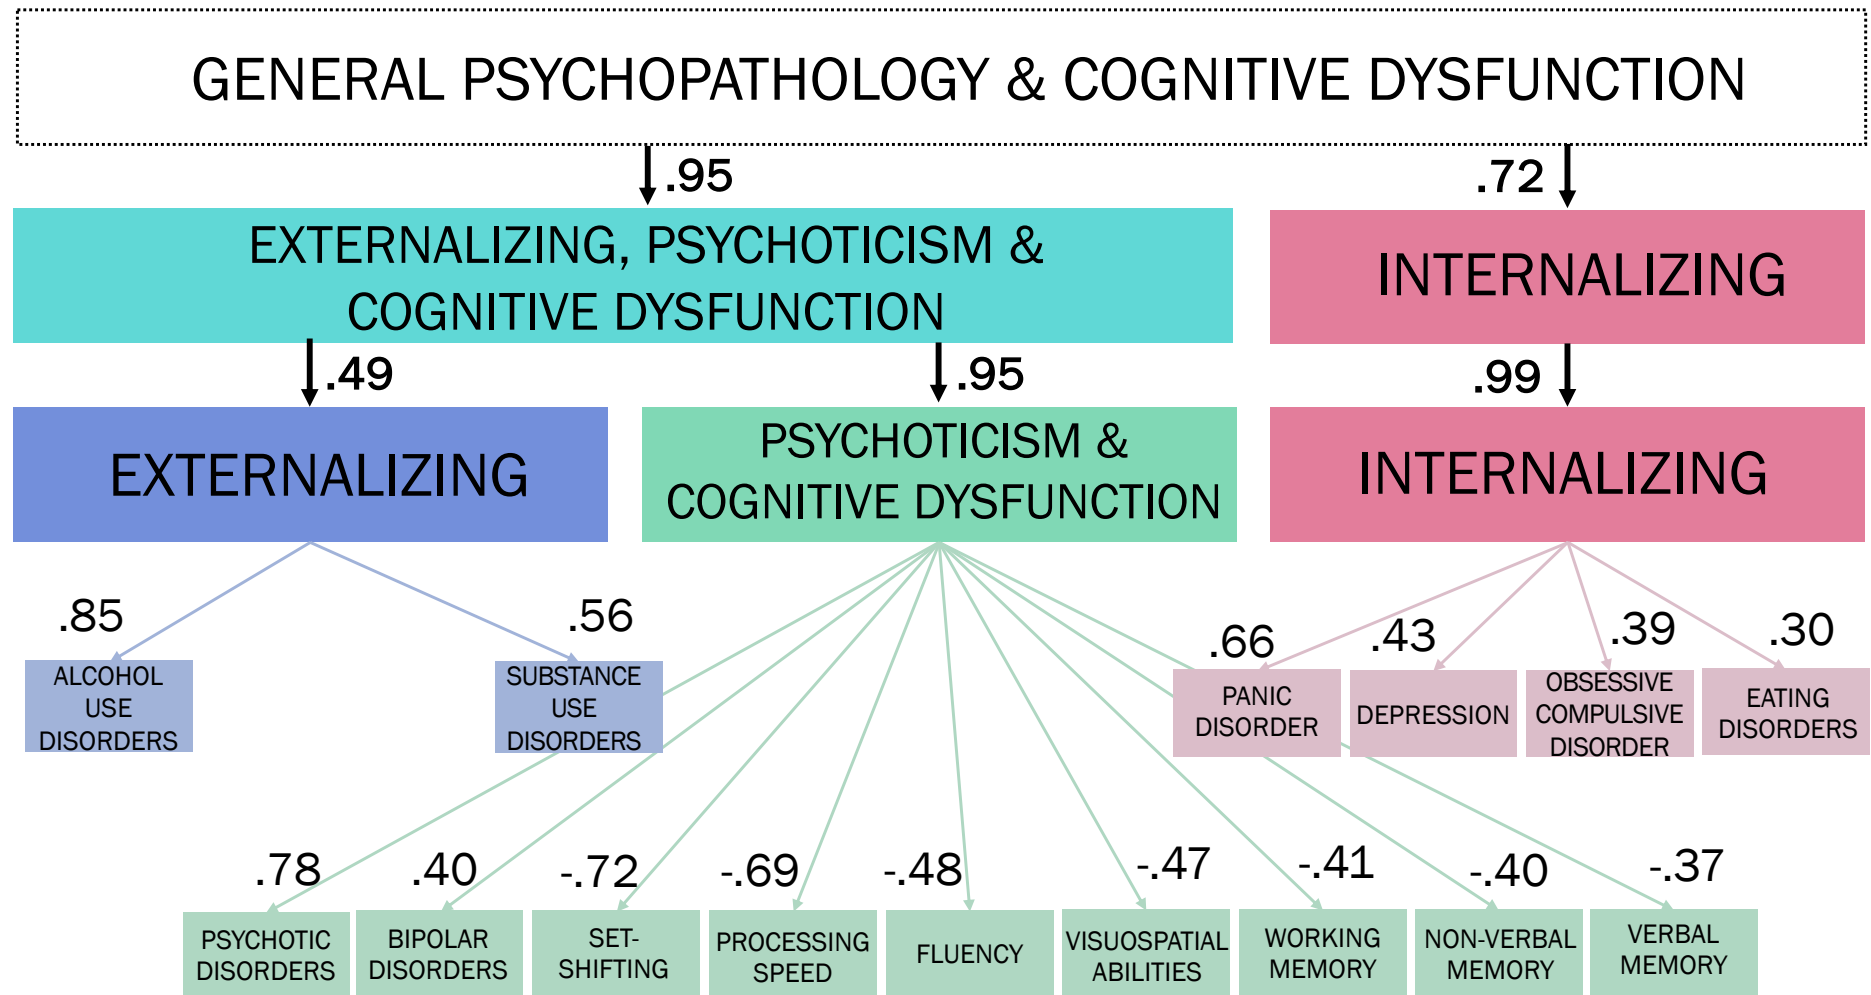 GENERAL PSYCHOPATHOLOGY & COGNITIVE DYSFUNCTION
.95
.72
EXTERNALIZING, PSYCHOTICISM &
COGNITIVE DYSFUNCTION
INTERNALIZING
.49
.95
.99
EXTERNALIZING
PSYCHOTICISM &
COGNITIVE DYSFUNCTION
INTERNALIZING
.85
.56
.66
.43
.39
.30
ALCOHOL
USE
DISORDERS
SUBSTANCE
USE
DISORDERS
PANIC
DISORDER
DEPRESSION
OBSESSIVE
COMPULSIVE
DISORDER
EATING
DISORDERS
.78
.40
-.72
-.69
-.48
-.47
-.41
-.40
-.37
PSYCHOTIC
DISORDERS
BIPOLAR
DISORDERS
SET-
SHIFTING
PROCESSING
SPEED
FLUENCY
VISUOSPATIAL
ABILITIES
WORKING
MEMORY
NON-VERBAL
MEMORY
VERBAL
MEMORY